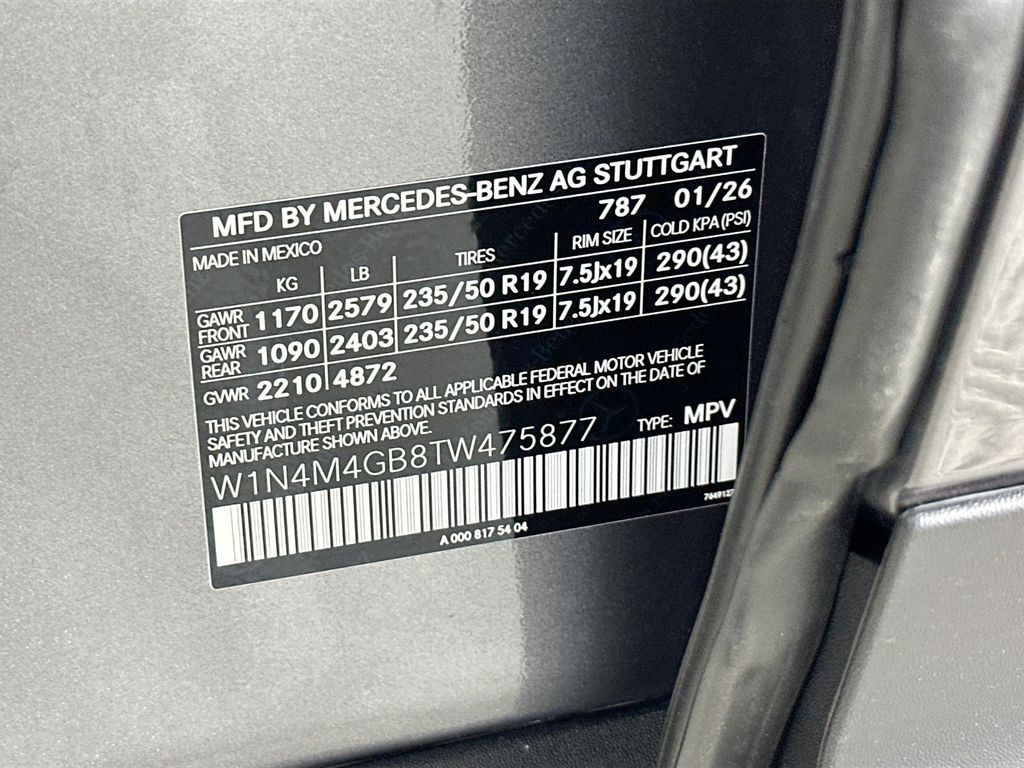 MFD BY MERCEDES-BENZ AG STUTTGART
787 01/26
MADE IN MEXICO
KG LB TIRES RIM SIZE COLD KPA (PSI)
GAWR FRONT 1170 2579 235/50 R19 7.5Jx19 290(43)
GAWR REAR 1090 2403 235/50 R19 7.5Jx19 290(43)
GVWR 2210 4872
THIS VEHICLE CONFORMS TO ALL APPLICABLE FEDERAL MOTOR VEHICLE
SAFETY AND THEFT PREVENTION STANDARDS IN EFFECT ON THE DATE OF
MANUFACTURE SHOWN ABOVE.
TYPE: MPV
W1N4M4GB8TW475877
A 000 817 54 04